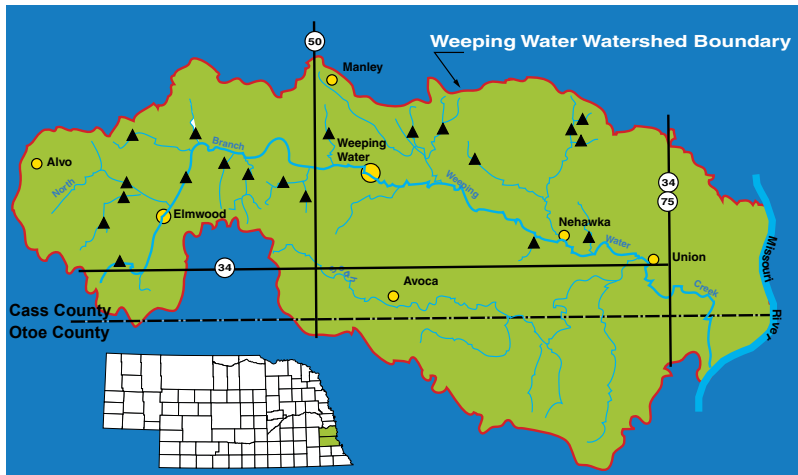 50
Weeping Water Watershed Boundary
Manley
Branch
Weeping
Water
Alvo
North
Weeping
34
75
Elmwood
Nehawka
Water
Missouri
River
Union
34
Avoca
Creek
Cass County
Otoe County